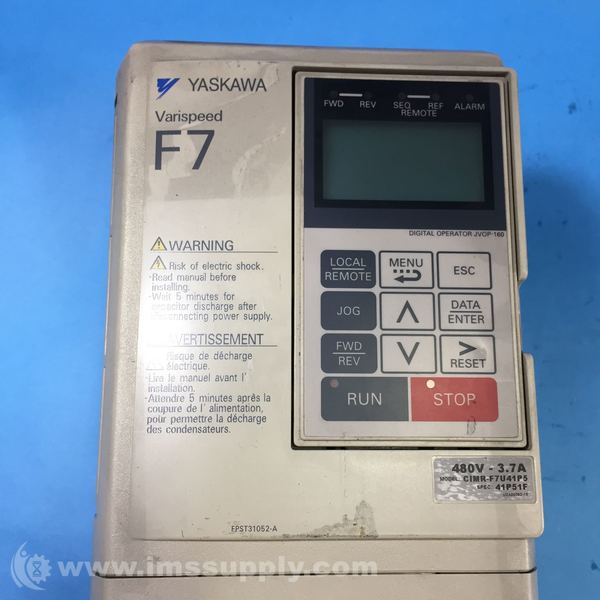 YASKAWA
Varispeed
F7
WARNING
Risk of electric shock.
Read manual before
installing.
Wait 5 minutes for
capacitor discharge after
disconnecting power supply.
AVERTISSEMENT
Risque de décharge
électrique.
Lire le manuel avant l'
installation.
Attendre 5 minutes après la
coupure de l' alimentation,
pour permettre la décharge
des condensateurs.
FPST31052-A
FWD REV SEQ REF ALARM
REMOTE
DIGITAL OPERATOR JVOP-160
LOCAL
REMOTE
MENU
ESC
JOG
DATA
ENTER
FWD
REV
RESET
RUN
STOP
480V - 3.7A
MODEL: CIMR-F7U41P5
SPEC: 41P51F
www.imssupply.com